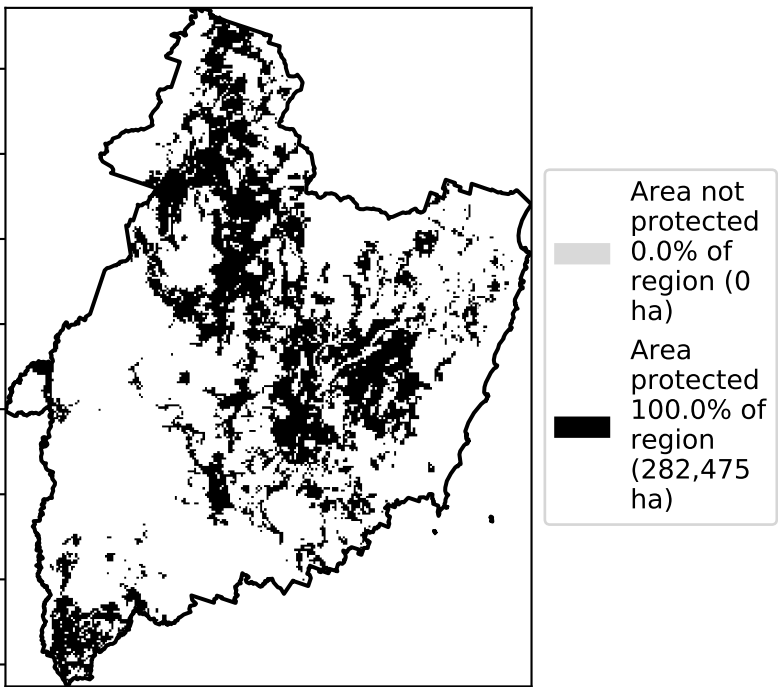 Area not
protected
0.0% of
region (0
ha)
Area
protected
100.0% of
region
(282,475
ha)